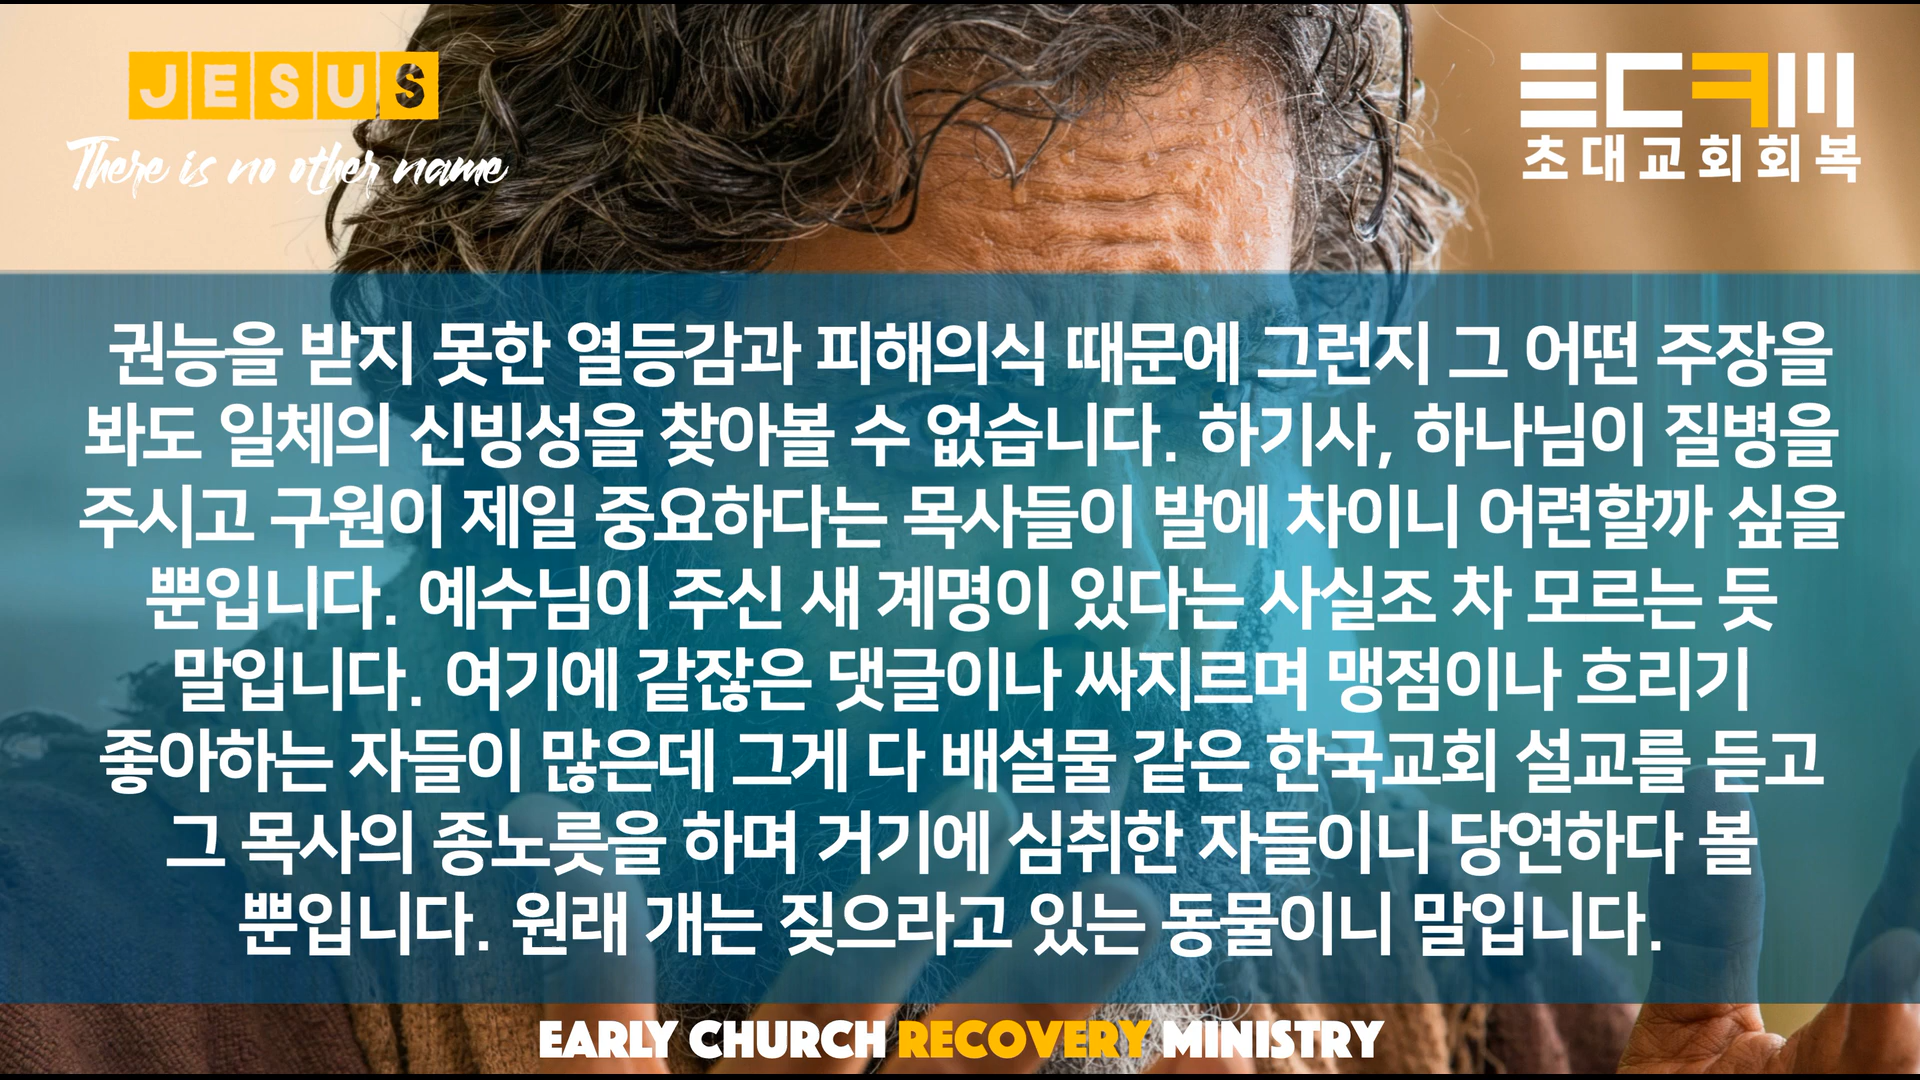 JESUS
There is no other name
초대교회회복
권능을 받지 못한 열등감과 피해의식 때문에 그런지 그 어떤 주장을
봐도 일체의 신빙성을 찾아볼 수 없습니다. 하기사, 하나님이 질병을
주시고 구원이 제일 중요하다는 목사들이 발에 차이니 어련할까 싶을
뿐입니다. 예수님이 주신 새 계명이 있다는 사실조 차 모르는 듯
말입니다. 여기에 같잖은 댓글이나 싸지르며 맹점이나 흐리기
좋아하는 자들이 많은데 그게 다 배설물 같은 한국교회 설교를 듣고
그 목사의 종노릇을 하며 거기에 심취한 자들이니 당연하다 볼
뿐입니다. 원래 개는 짖으라고 있는 동물이니 말입니다.
EARLY CHURCH RECOVERY MINISTRY